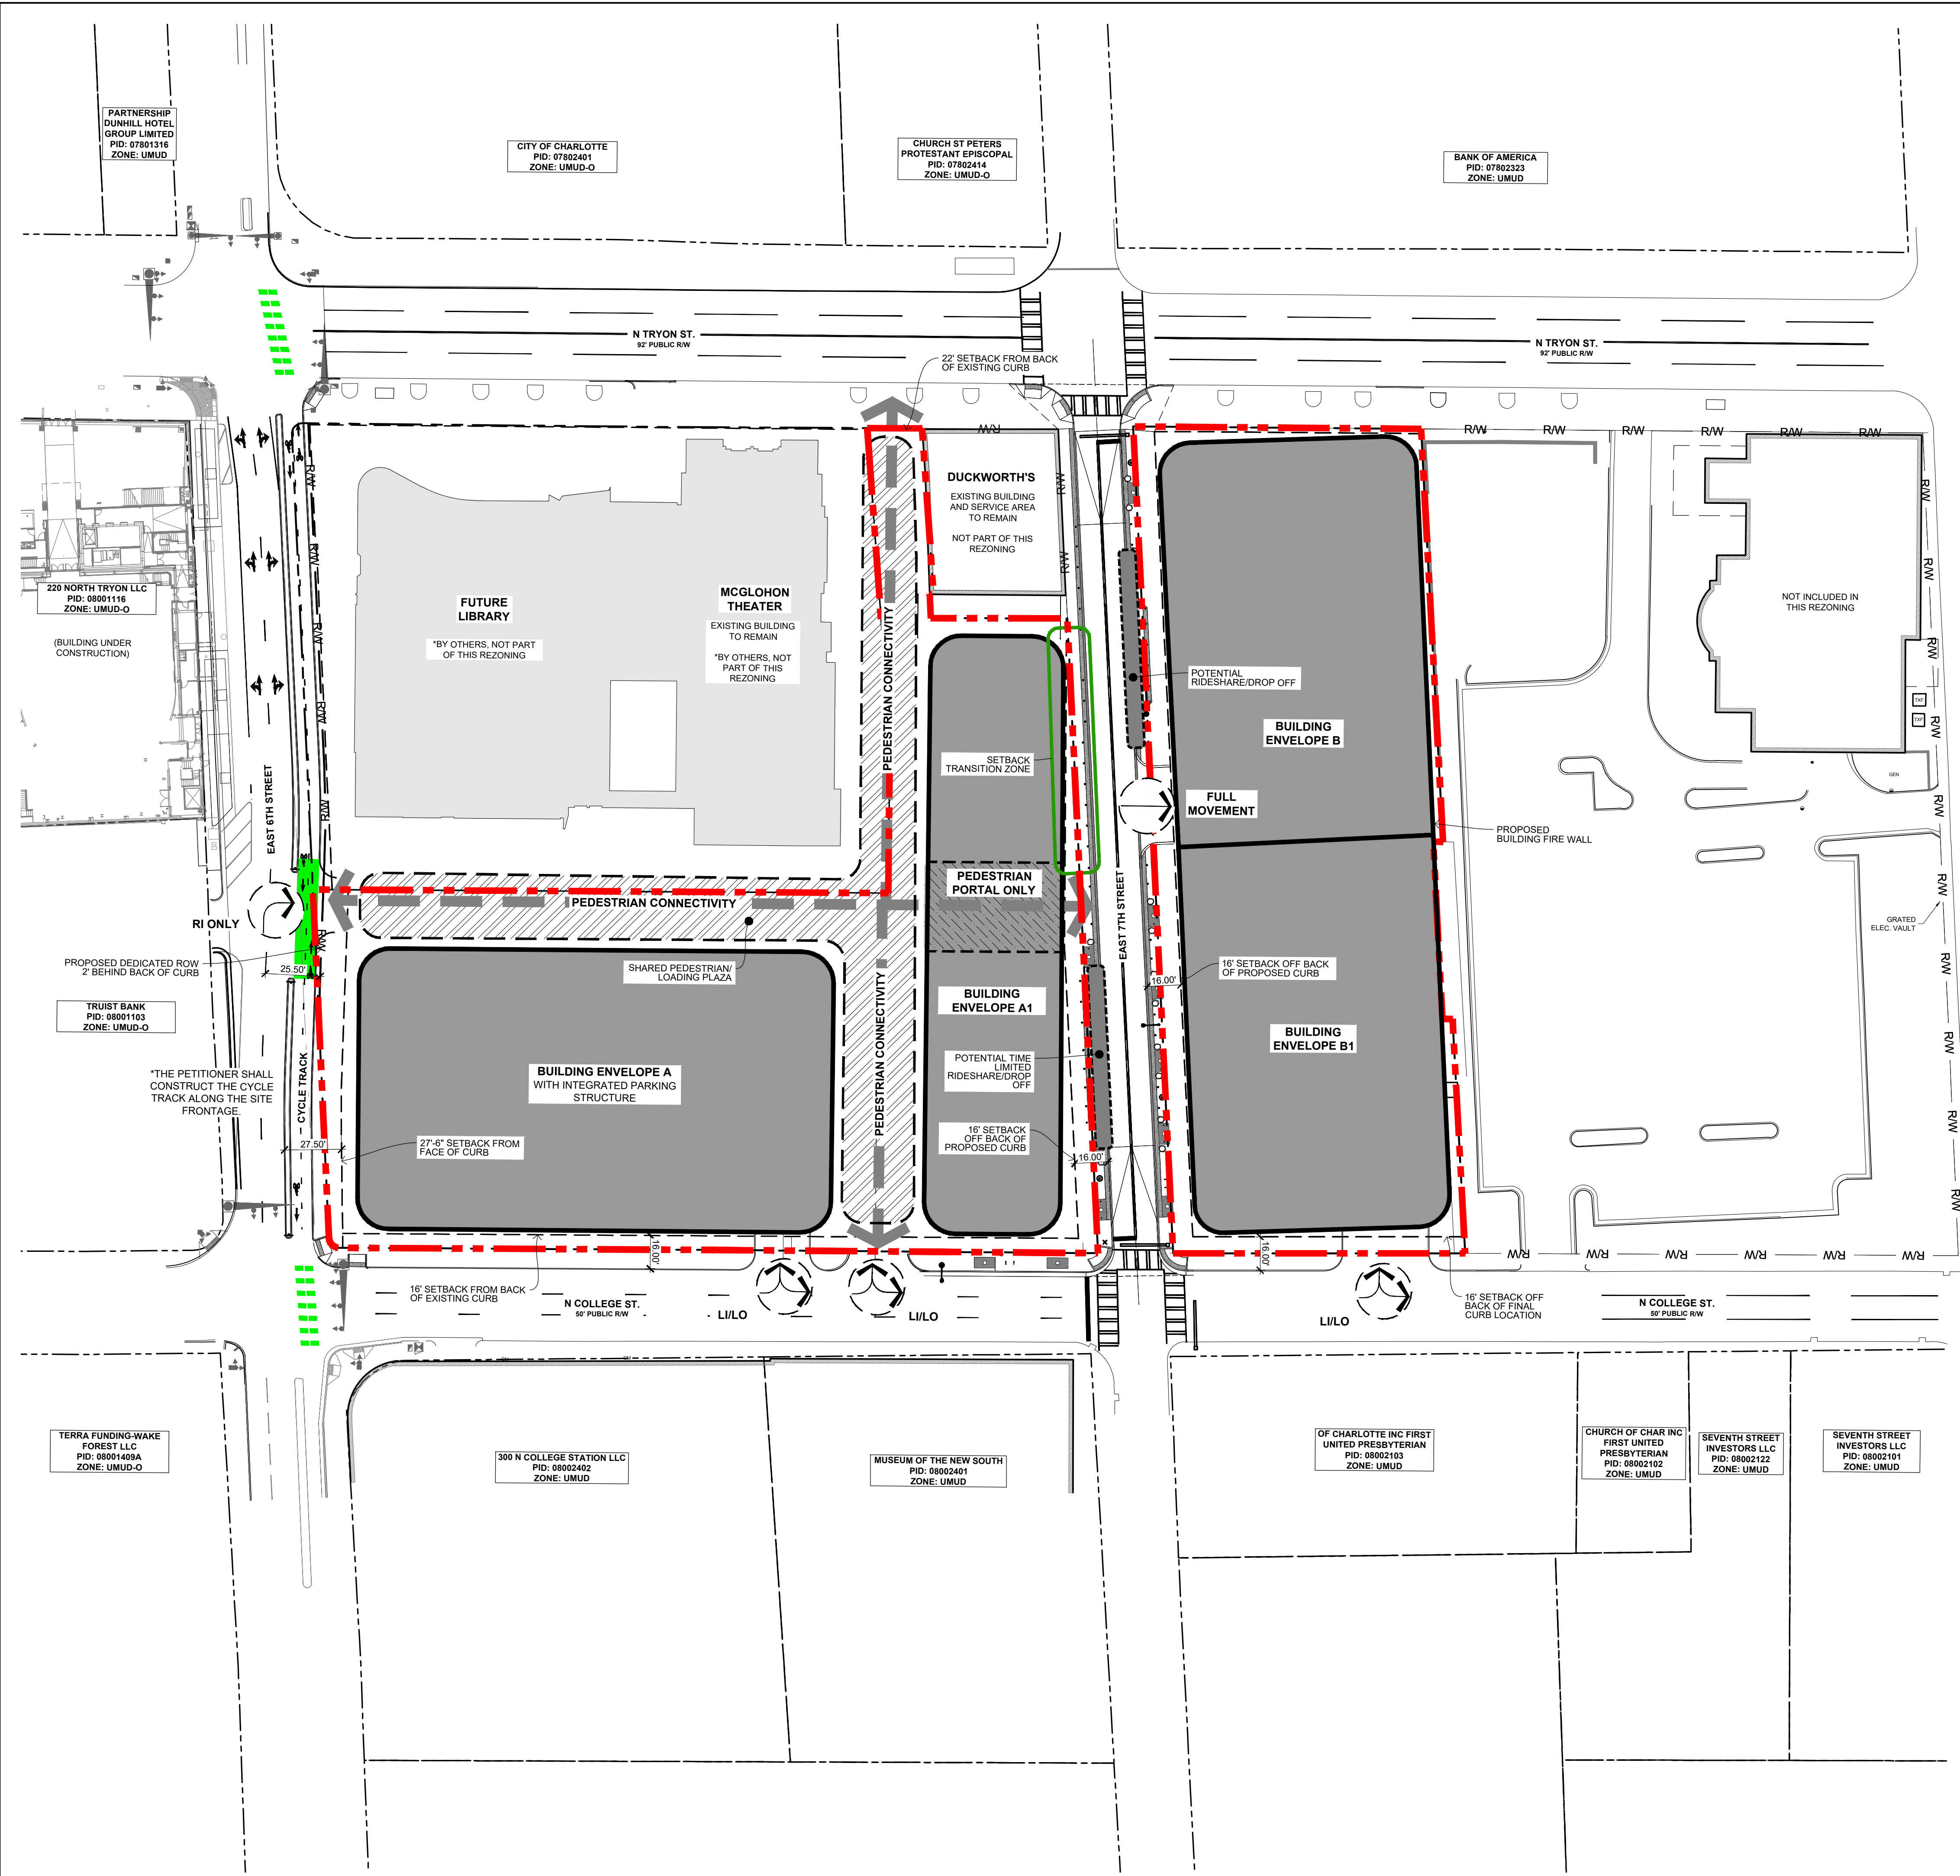 PARTNERSHIP
DUNHILL HOTEL
GROUP LIMITED
PID: 07801316
ZONE: UMUD
CITY OF CHARLOTTE
PID: 07802401
ZONE: UMUD-O
CHURCH ST PETERS
PROTESTANT EPISCOPAL
PID: 07802414
ZONE: UMUD-O
BANK OF AMERICA
PID: 07802323
ZONE: UMUD
N TRYON ST.
92' PUBLIC R/W
N TRYON ST.
92' PUBLIC R/W
22' SETBACK FROM BACK
OF EXISTING CURB
R/W
R/W
R/W
R/W
R/W
R/W
R/W
DUCKWORTH'S
EXISTING BUILDING
AND SERVICE AREA
TO REMAIN
NOT PART OF THIS
REZONING
R/W
R/W
R/W
R/W
R/W
R/W
R/W
R/W
220 NORTH TRYON LLC
PID: 08001116
ZONE: UMUD-O
(BUILDING UNDER
CONSTRUCTION)
FUTURE
LIBRARY
*BY OTHERS, NOT PART
OF THIS REZONING
MCGLOHON
THEATER
EXISTING BUILDING
TO REMAIN
*BY OTHERS, NOT
PART OF THIS
REZONING
PEDESTRIAN CONNECTIVITY
NOT INCLUDED IN
THIS REZONING
R/W
R/W
R/W
R/W
R/W
R/W
R/W
R/W
R/W
R/W
TXF
TXF
GEN
POTENTIAL
RIDESHARE/DROP OFF
BUILDING
ENVELOPE B
SETBACK
TRANSITION ZONE
FULL
MOVEMENT
EAST 6TH STREET
PROPOSED
BUILDING FIRE WALL
PEDESTRIAN
PORTAL ONLY
PEDESTRIAN CONNECTIVITY
EAST 7TH STREET
RI ONLY
GRATED
ELEC. VAULT
PROPOSED DEDICATED ROW
2' BEHIND BACK OF CURB
25.50'
SHARED PEDESTRIAN/
LOADING PLAZA
16' SETBACK OFF BACK
OF PROPOSED CURB
16.00'
TRUIST BANK
PID: 08001103
ZONE: UMUD-O
BUILDING
ENVELOPE A1
BUILDING
ENVELOPE B1
PEDESTRIAN CONNECTIVITY
*THE PETITIONER SHALL
CONSTRUCT THE CYCLE
TRACK ALONG THE SITE
FRONTAGE.
CYCLE TRACK
BUILDING ENVELOPE A
WITH INTEGRATED PARKING
STRUCTURE
POTENTIAL TIME
LIMITED
RIDESHARE/DROP
OFF
27.50'
27'-6" SETBACK FROM
FACE OF CURB
16' SETBACK
OFF BACK OF
PROPOSED CURB
16.00'
16.00'
16.00'
R/W
R/W
R/W
R/W
R/W
R/W
16' SETBACK FROM BACK
OF EXISTING CURB
N COLLEGE ST.
50' PUBLIC R/W
LI/LO
LI/LO
LI/LO
16' SETBACK OFF
BACK OF FINAL
CURB LOCATION
N COLLEGE ST.
50' PUBLIC R/W
TERRA FUNDING-WAKE
FOREST LLC
PID: 08001409A
ZONE: UMUD-O
300 N COLLEGE STATION LLC
PID: 08002402
ZONE: UMUD
MUSEUM OF THE NEW SOUTH
PID: 08002401
ZONE: UMUD
OF CHARLOTTE INC FIRST
UNITED PRESBYTERIAN
PID: 08002103
ZONE: UMUD
CHURCH OF CHAR INC
FIRST UNITED
PRESBYTERIAN
PID: 08002102
ZONE: UMUD
SEVENTH STREET
INVESTORS LLC
PID: 08002122
ZONE: UMUD
SEVENTH STREET
INVESTORS LLC
PID: 08002101
ZONE: UMUD